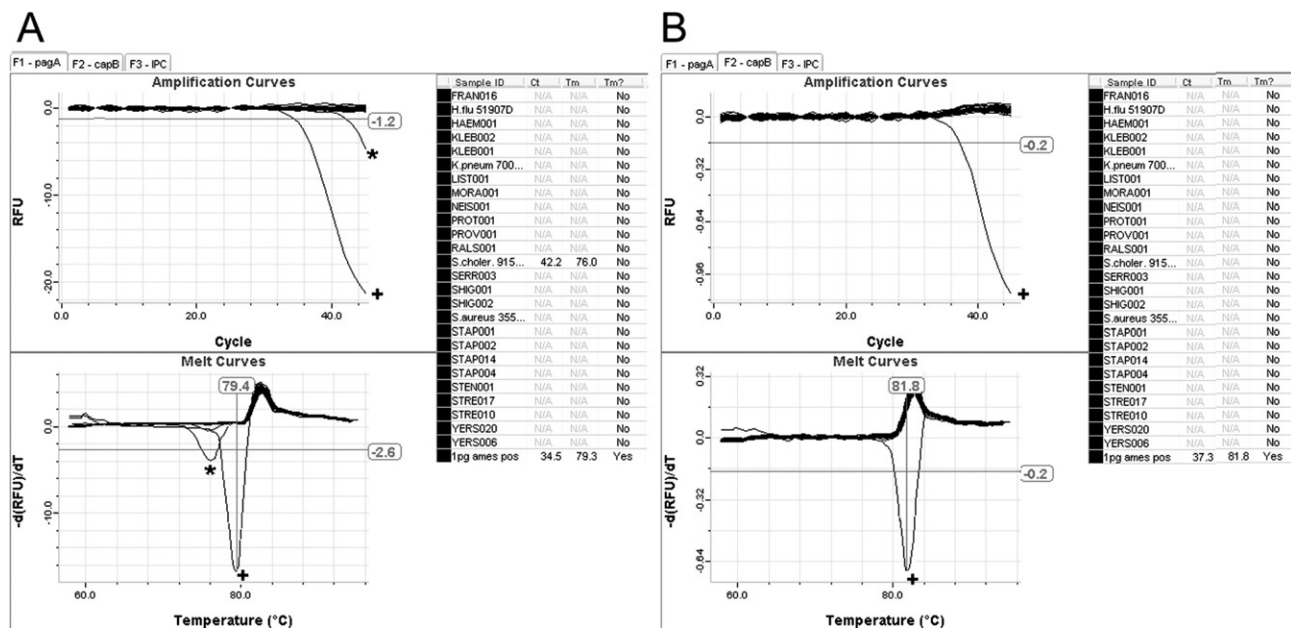 A
F1 - pagA F2 - capB F3 - IPC
Amplification Curves
0.0
-10.0
-20.0
RFU
-1.2
*
+
0.0 20.0 40.0
Cycle
Melt Curves
79.4
-0.0
-10.0
-d(RFU)/dT
-2.6
*
+
60.0 80.0
Temperature (°C)
Sample ID Ct Tm Tm?
FRAN016 N/A N/A No
H.flu 51907D N/A N/A No
HAEM001 N/A N/A No
KLEB002 N/A N/A No
KLEB001 N/A N/A No
K.pneum 700... N/A N/A No
LIST001 N/A N/A No
MORA001 N/A N/A No
NEIS001 N/A N/A No
PROT001 N/A N/A No
PROV001 N/A N/A No
RALS001 N/A N/A No
S.choler. 915... 42.2 76.0 No
SERR003 N/A N/A No
SHIG001 N/A N/A No
SHIG002 N/A N/A No
S.aureus 355... N/A N/A No
STAP001 N/A N/A No
STAP002 N/A N/A No
STAP014 N/A N/A No
STAP004 N/A N/A No
STEN001 N/A N/A No
STRE017 N/A N/A No
STRE010 N/A N/A No
YERS020 N/A N/A No
YERS006 N/A N/A No
1pg ames pos 34.5 79.3 Yes
B
F1 - pagA F2 - capB F3 - IPC
Amplification Curves
0.0
-0.32
-0.64
-0.96
RFU
-0.2
+
0.0 20.0 40.0
Cycle
Melt Curves
81.8
0.32
0.0
-0.32
-0.64
-d(RFU)/dT
-0.2
+
60.0 80.0
Temperature (°C)
Sample ID Ct Tm Tm?
FRAN016 N/A N/A No
H.flu 51907D N/A N/A No
HAEM001 N/A N/A No
KLEB002 N/A N/A No
KLEB001 N/A N/A No
K.pneum 700... N/A N/A No
LIST001 N/A N/A No
MORA001 N/A N/A No
NEIS001 N/A N/A No
PROT001 N/A N/A No
PROV001 N/A N/A No
RALS001 N/A N/A No
S.choler. 915... N/A N/A No
SERR003 N/A N/A No
SHIG001 N/A N/A No
SHIG002 N/A N/A No
S.aureus 355... N/A N/A No
STAP001 N/A N/A No
STAP002 N/A N/A No
STAP014 N/A N/A No
STAP004 N/A N/A No
STEN001 N/A N/A No
STRE017 N/A N/A No
STRE010 N/A N/A No
YERS020 N/A N/A No
YERS006 N/A N/A No
1pg ames pos 37.3 81.8 Yes